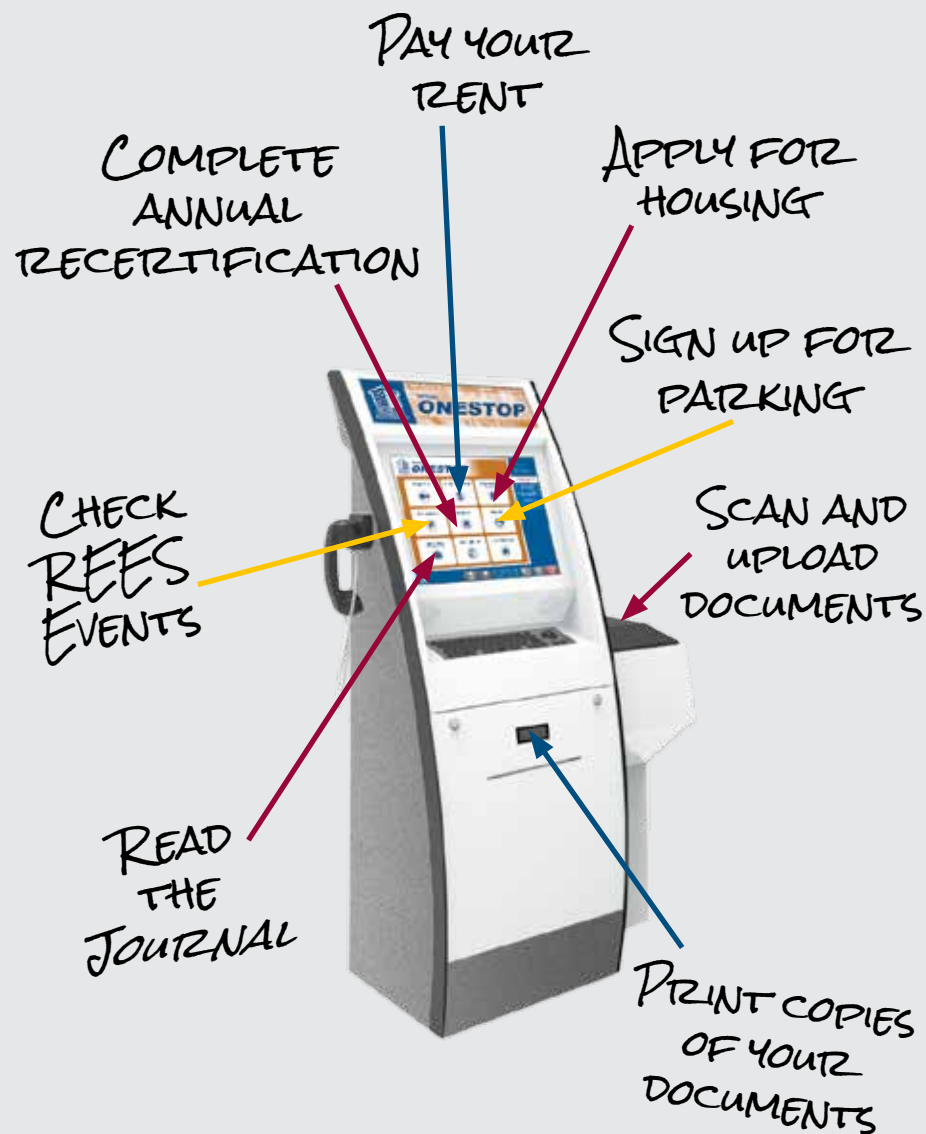 Pay your
rent
Complete
annual
recertification
Apply for
housing
Sign up for
parking
Check
REES
Events
Scan and
upload
documents
ONESTOP
ONESTOP
Read
the
Journal
Print copies
of your
documents